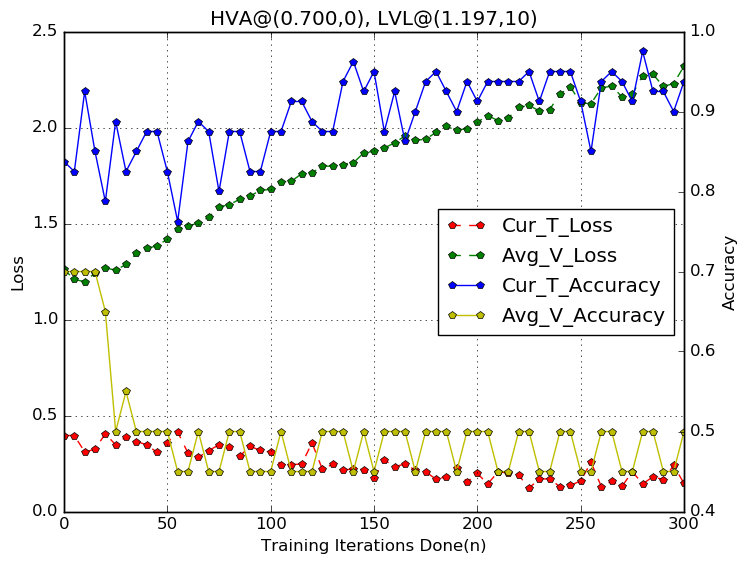 HVA@(0.700,0), LVL@(1.197,10)
2.5
2.0
1.5
1.0
0.5
0.0
Loss
1.0
0.9
0.8
0.7
0.6
0.5
0.4
Accuracy
Cur_T_Loss
Avg_V_Loss
Cur_T_Accuracy
Avg_V_Accuracy
0 50 100 150 200 250 300
Training Iterations Done(n)